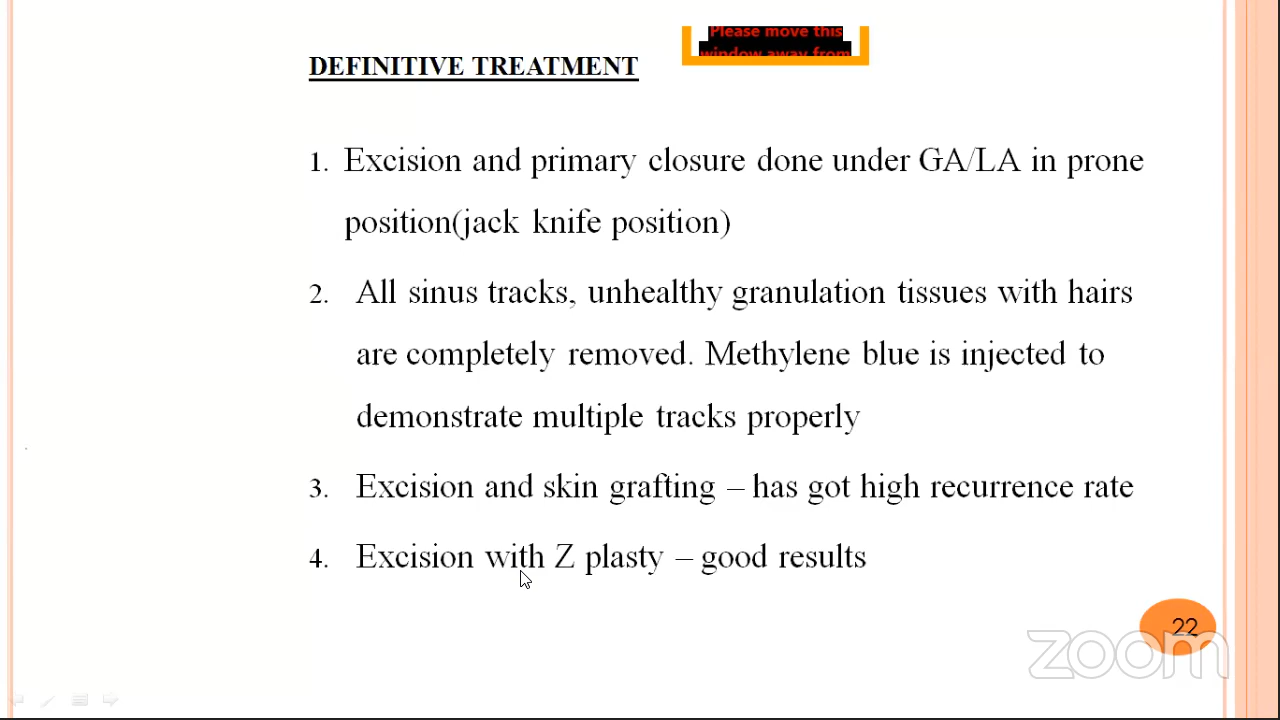 Please move this
window away from
DEFINITIVE TREATMENT
1. Excision and primary closure done under GA/LA in prone
position(jack knife position)
2. All sinus tracks, unhealthy granulation tissues with hairs
are completely removed. Methylene blue is injected to
demonstrate multiple tracks properly
3. Excision and skin grafting – has got high recurrence rate
4. Excision with Z plasty – good results
22
zoom